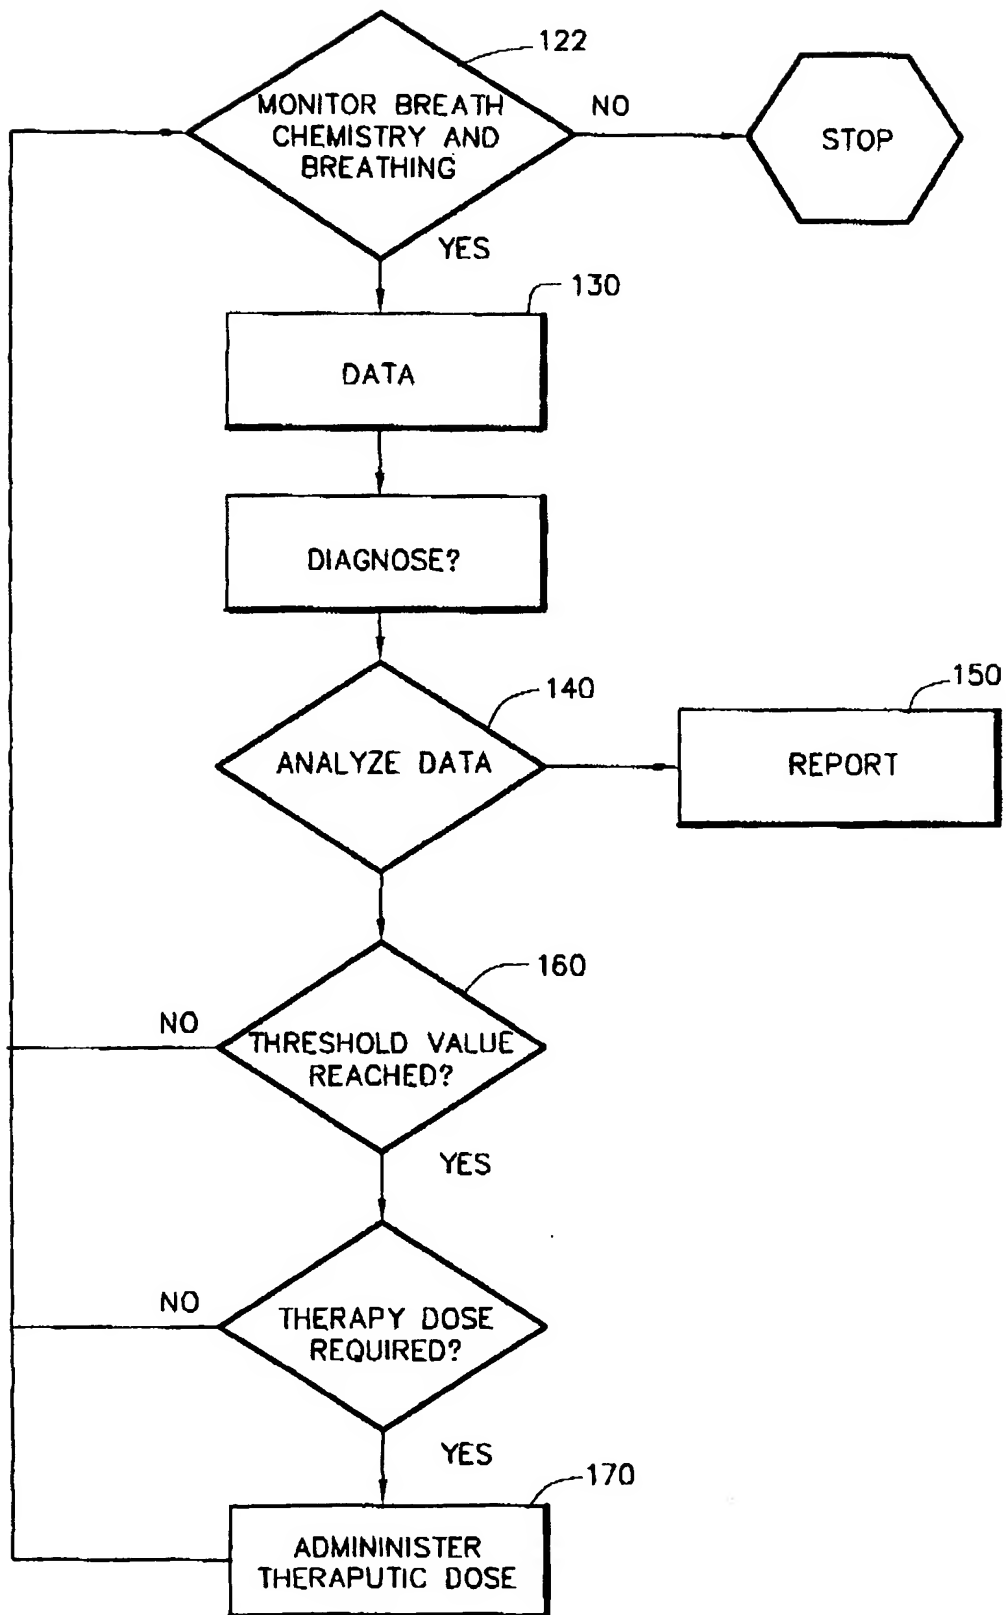 122
MONITOR BREATH
CHEMISTRY AND
BREATHING
NO
STOP
YES
130
DATA
DIAGNOSE?
140
ANALYZE DATA
150
REPORT
160
NO
THRESHOLD VALUE
REACHED?
YES
NO
THERAPY DOSE
REQUIRED?
YES
170
ADMININISTER
THERAPUTIC DOSE